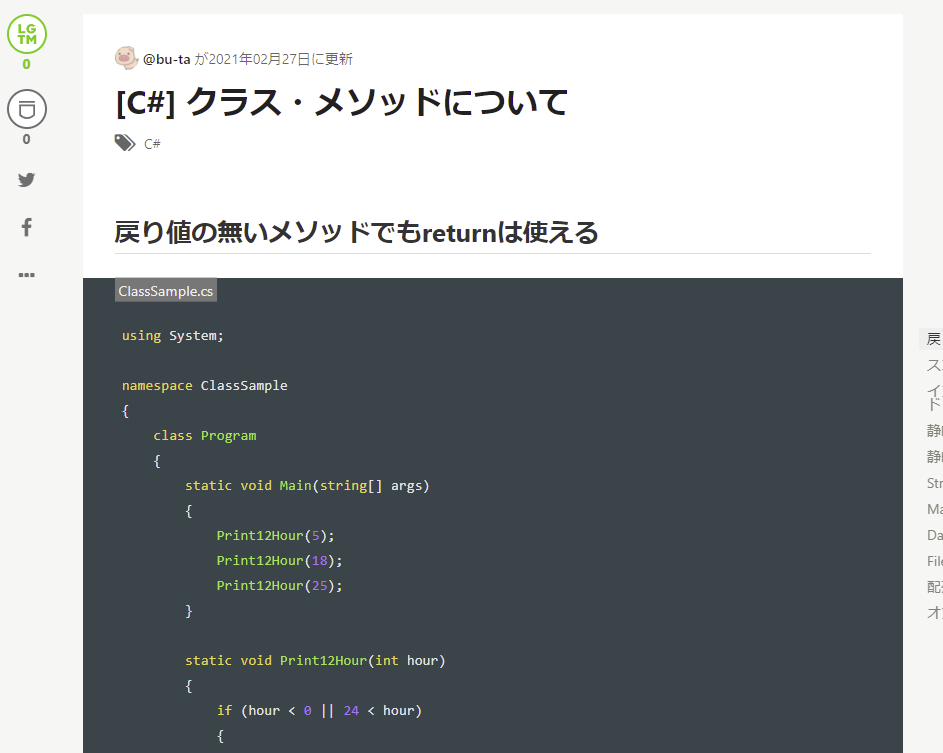 LG
TM
0
0
@bu-ta が2021年02月27日に更新
[C#] クラス・メソッドについて
C#
戻り値の無いメソッドでもreturnは使える
ClassSample.cs
using System;
namespace ClassSample
{
    class Program
    {
        static void Main(string[] args)
        {
            Print12Hour(5);
            Print12Hour(18);
            Print12Hour(25);
        }
        static void Print12Hour(int hour)
        {
            if (hour < 0 || 24 < hour)
            {
戻
ス
イ
ド
静
静
Str
Ma
Da
File
配
オ